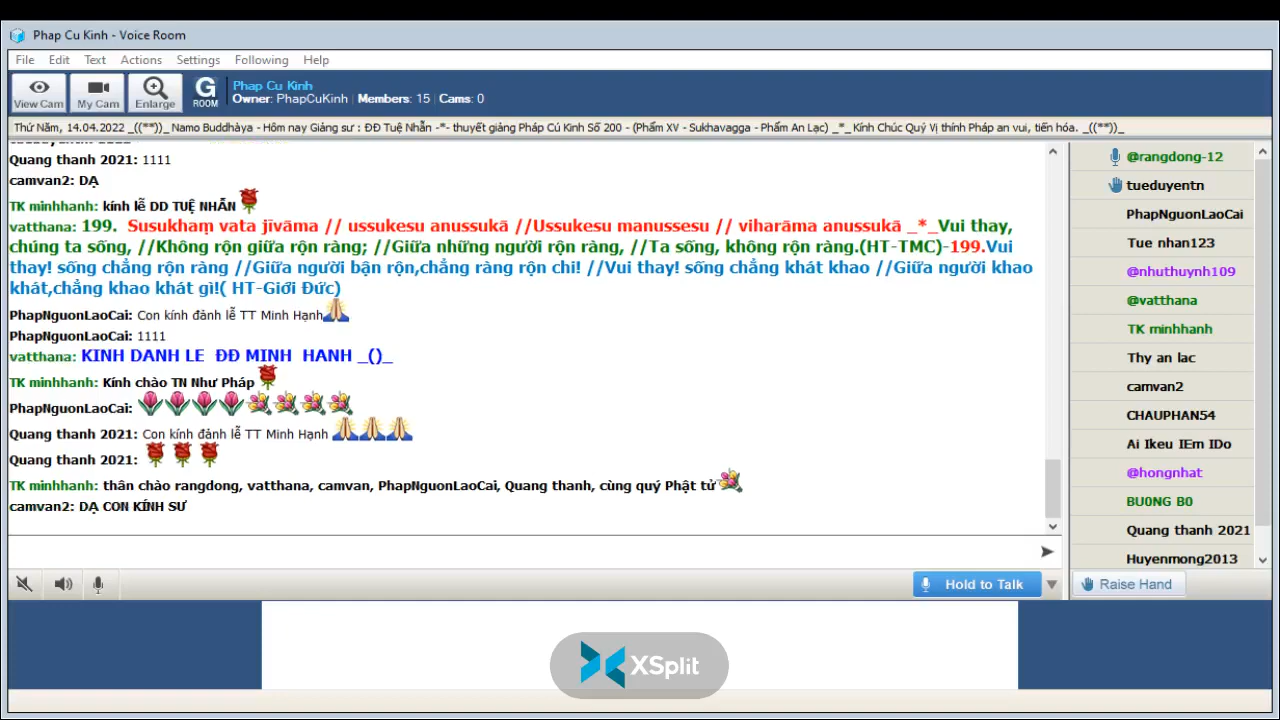 Phap Cu Kinh - Voice Room
File Edit Text Actions Settings Following Help
View Cam
My Cam
Enlarge
G ROOM
Phap Cu Kinh
Owner: PhapCuKinh | Members: 15 | Cams: 0
Thứ Năm, 14.04.2022 _((**))_ Namo Buddhàya - Hôm nay Giảng sư : ĐĐ Tuệ Nhẫn -*- thuyết giảng Pháp Cú Kinh Số 200 - (Phẩm XV - Sukhavagga - Phẩm An Lạc) _*_ Kính Chúc Quý Vị thính Pháp an vui, tiến hóa. _((**))_
Quang thanh 2021: 1111
camvan2: DẠ
TK minhhanh: kính lễ DD TUỆ NHẪN
vatthana: 199. Susukhaṃ vata jīvāma // ussukesu anussukā //Ussukesu manussesu // viharāma anussukā _*_Vui thay,
chúng ta sống, //Không rộn giữa rộn ràng; //Giữa những người rộn ràng, //Ta sống, không rộn ràng.(HT-TMC)-199.Vui
thay! sống chẳng rộn ràng //Giữa người bận rộn,chẳng ràng rộn chi! //Vui thay! sống chẳng khát khao //Giữa người khao
khát,chẳng khao khát gì!( HT-Giới Đức)
PhapNguonLaoCai: Con kính đảnh lễ TT Minh Hạnh
PhapNguonLaoCai: 1111
vatthana: KINH DANH LE ĐĐ MINH HANH _()_
TK minhhanh: Kính chào TN Như Pháp
PhapNguonLaoCai:
Quang thanh 2021: Con kính đảnh lễ TT Minh Hạnh
Quang thanh 2021:
TK minhhanh: thân chào rangdong, vatthana, camvan, PhapNguonLaoCai, Quang thanh, cùng quý Phật tử
camvan2: DẠ CON KÍNH SƯ
@rangdong-12
tueduyentn
PhapNguonLaoCai
Tue nhan123
@nhuthuynh109
@vatthana
TK minhhanh
Thy an lac
camvan2
CHAUPHAN54
Ai Ikeu IEm IDo
@hongnhat
BU0NG B0
Quang thanh 2021
Huyenmong2013
Hold to Talk
Raise Hand
XSplit